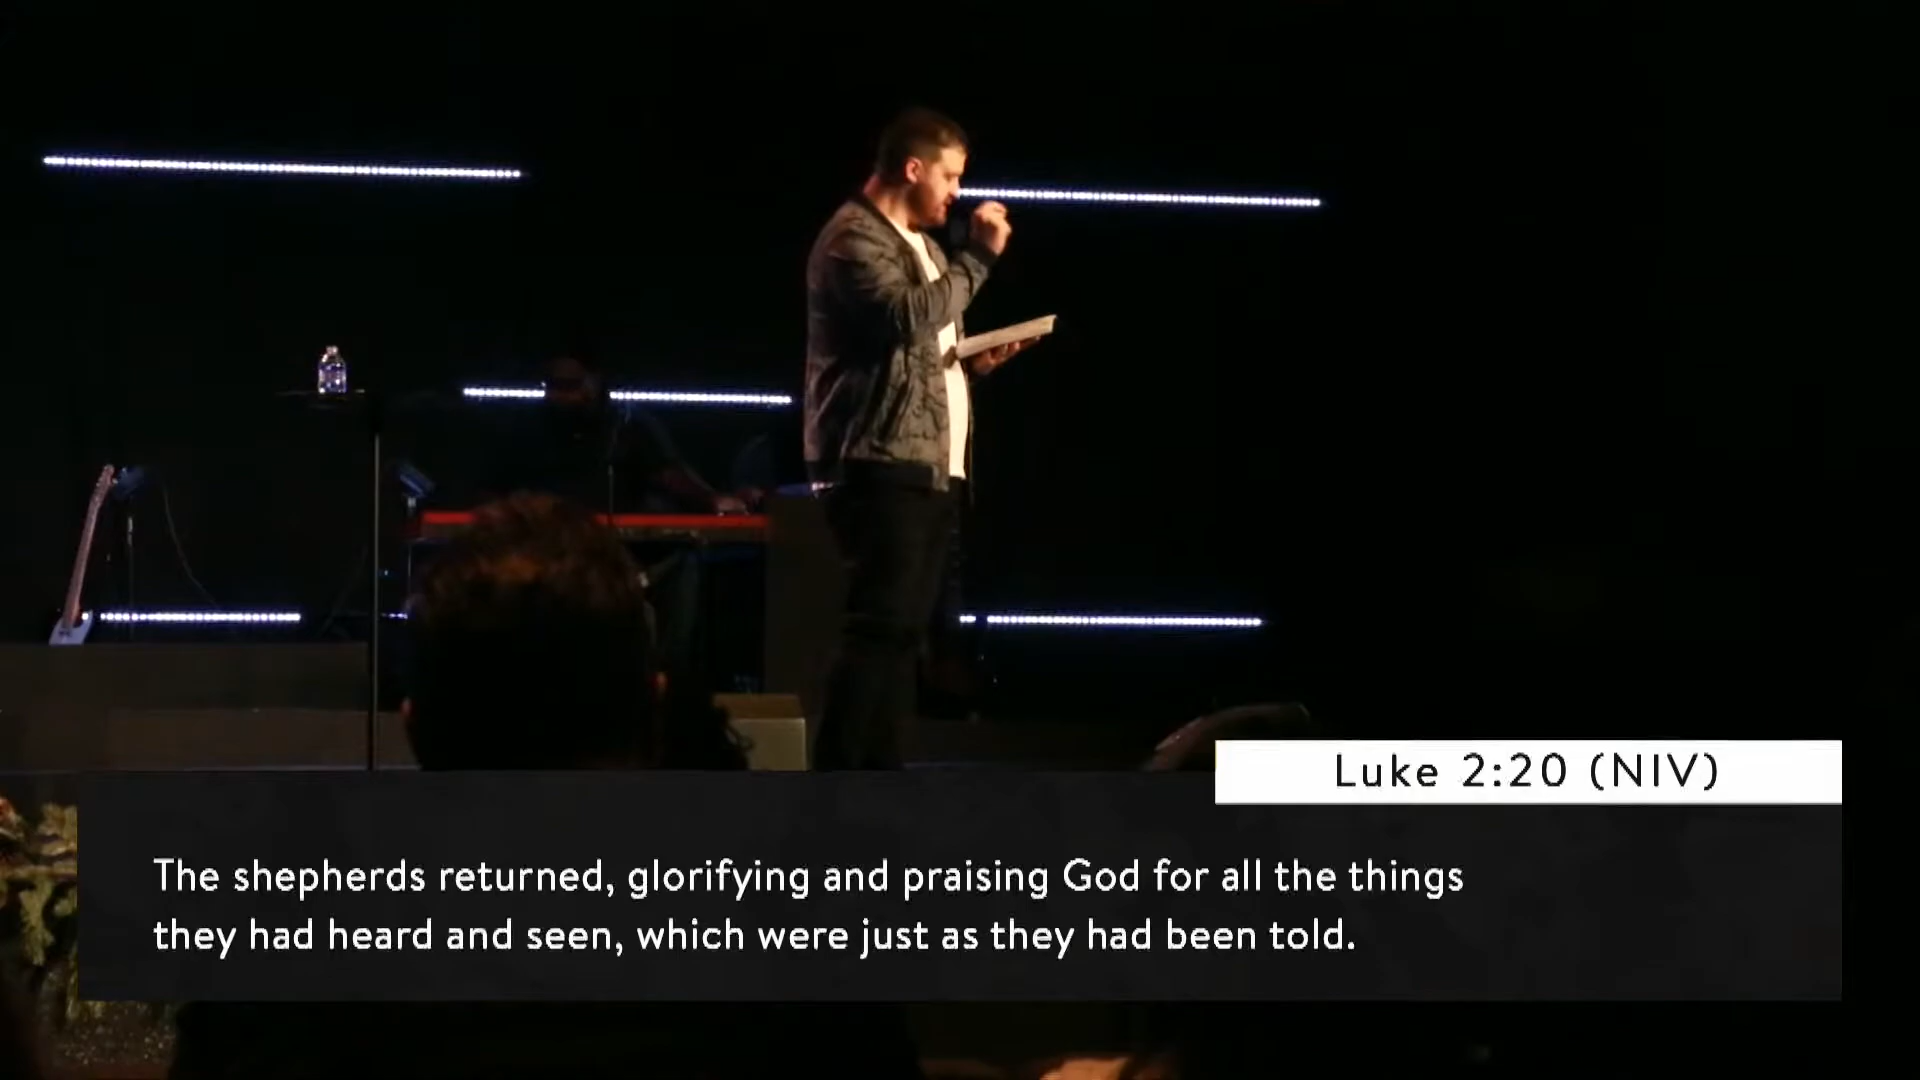 Luke 2:20 (NIV)
The shepherds returned, glorifying and praising God for all the things
they had heard and seen, which were just as they had been told.